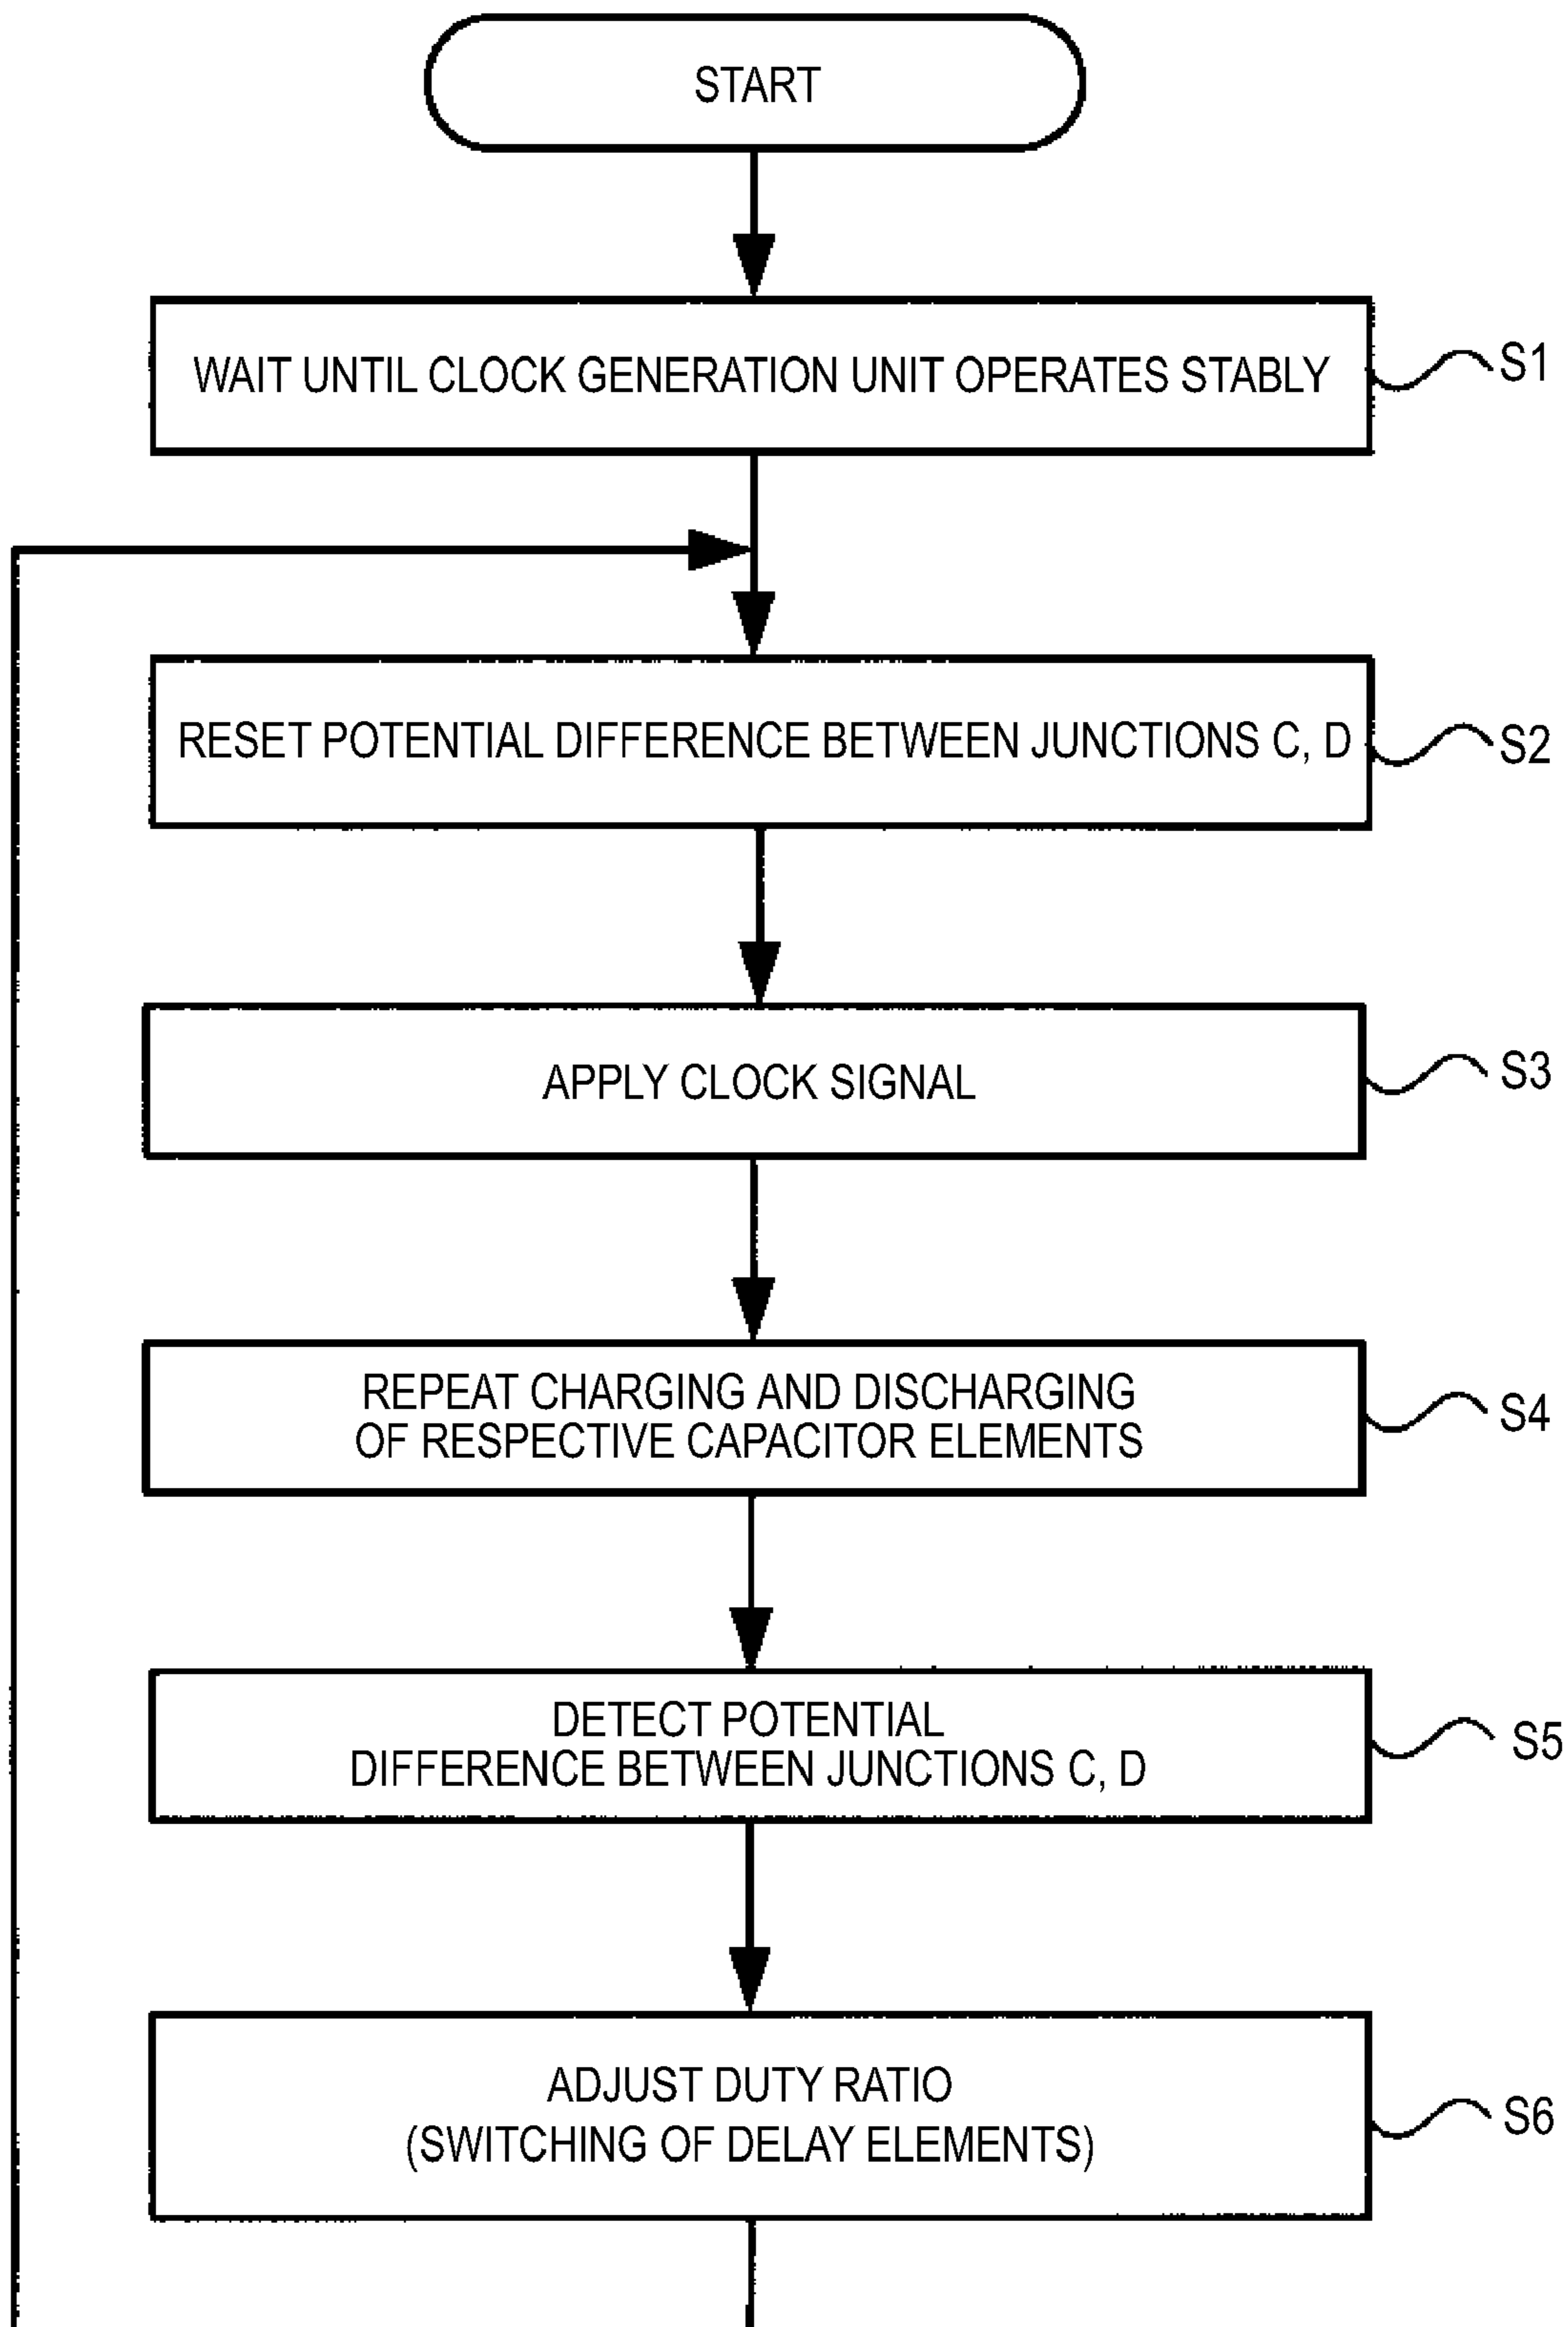 START
WAIT UNTIL CLOCK GENERATION UNIT OPERATES STABLY
S1
RESET POTENTIAL DIFFERENCE BETWEEN JUNCTIONS C, D
S2
APPLY CLOCK SIGNAL
S3
REPEAT CHARGING AND DISCHARGING
OF RESPECTIVE CAPACITOR ELEMENTS
S4
DETECT POTENTIAL
DIFFERENCE BETWEEN JUNCTIONS C, D
S5
ADJUST DUTY RATIO
(SWITCHING OF DELAY ELEMENTS)
S6